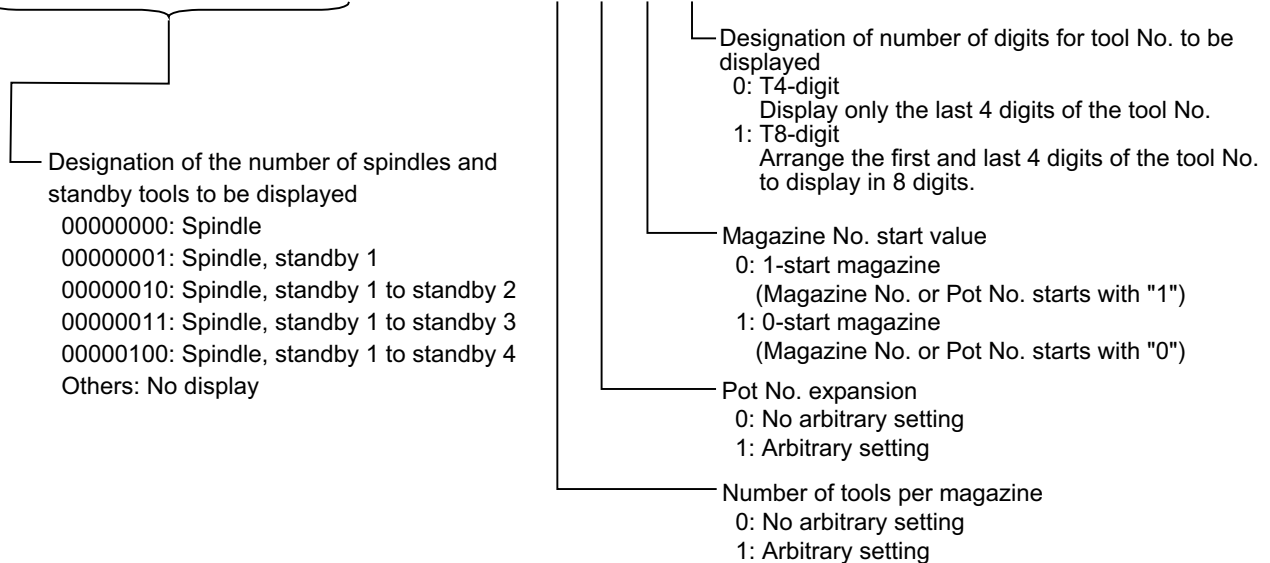 Designation of number of digits for tool No. to be
displayed
0: T4-digit
Display only the last 4 digits of the tool No.
1: T8-digit
Arrange the first and last 4 digits of the tool No.
to display in 8 digits.
Designation of the number of spindles and
standby tools to be displayed
00000000: Spindle
00000001: Spindle, standby 1
00000010: Spindle, standby 1 to standby 2
00000011: Spindle, standby 1 to standby 3
00000100: Spindle, standby 1 to standby 4
Others: No display
Magazine No. start value
0: 1-start magazine
(Magazine No. or Pot No. starts with "1")
1: 0-start magazine
(Magazine No. or Pot No. starts with "0")
Pot No. expansion
0: No arbitrary setting
1: Arbitrary setting
Number of tools per magazine
0: No arbitrary setting
1: Arbitrary setting